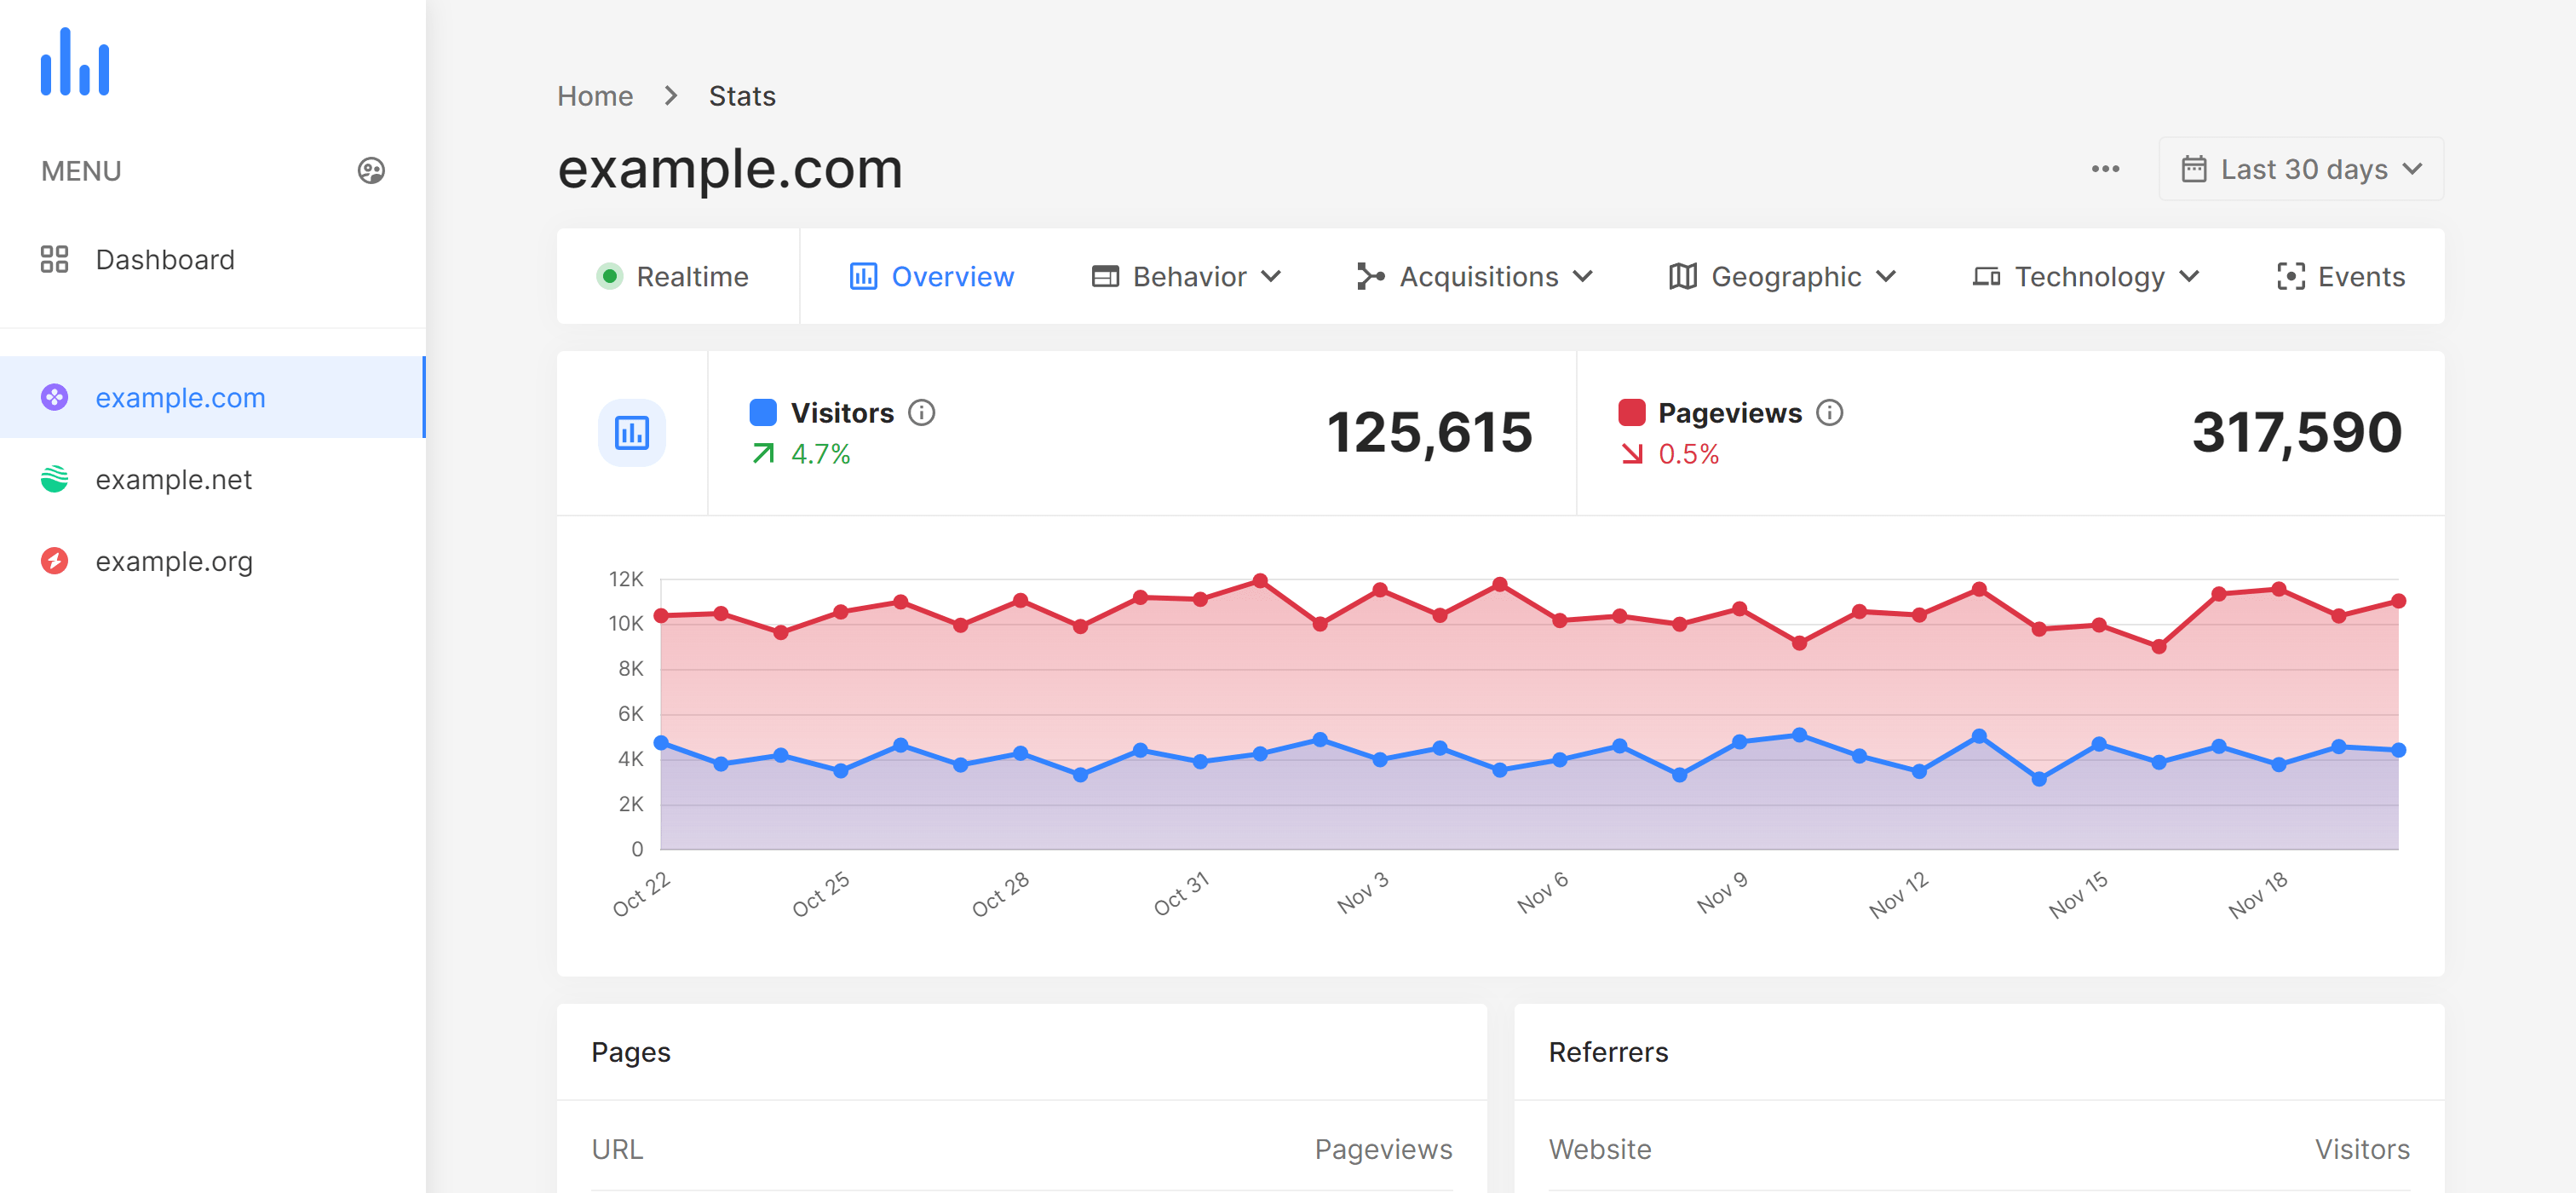 MENU
Dashboard
example.com
example.net
example.org
Home
Stats
example.com
Last 30 days
Realtime
Overview
Behavior
Acquisitions
Geographic
Technology
Events
Visitors
4.7%
125,615
Pageviews
0.5%
317,590
12K
10K
8K
6K
4K
2K
0
Oct 22
Oct 25
Oct 28
Oct 31
Nov 3
Nov 6
Nov 9
Nov 12
Nov 15
Nov 18
Pages
URL
Pageviews
Referrers
Website
Visitors